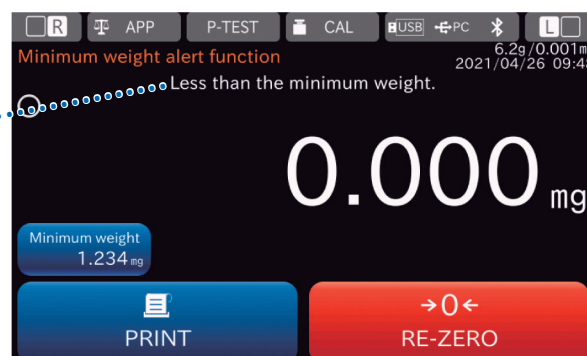 R APP P-TEST CAL USB PC L
Minimum weight alert function
6.2g/0.001m
2021/04/26 09:48
Less than the minimum weight.
0.000 mg
Minimum weight
1.234 mg
→0←
PRINT RE-ZERO